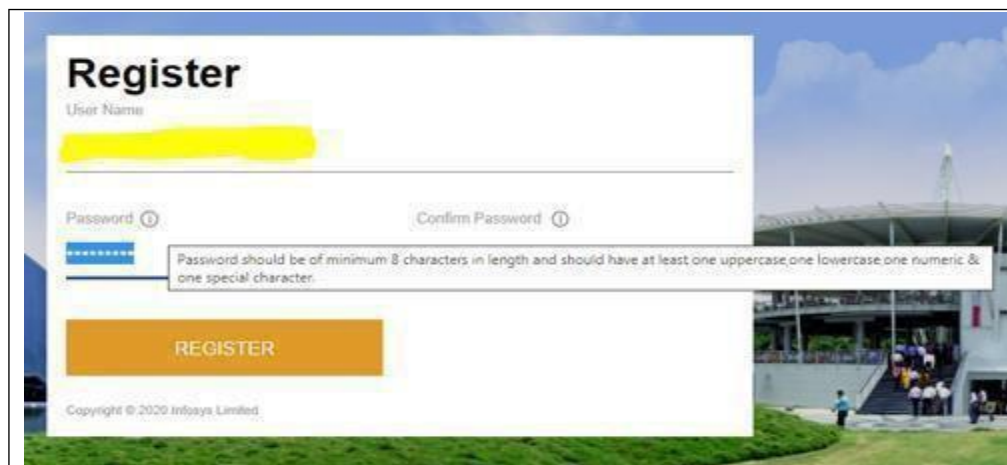 Register
User Name
Password
Confirm Password
Password should be of minimum 8 characters in length and should have at least one uppercase,one lowercase,one numeric &
one special character.
REGISTER
Copyright © 2020 Infosys Limited